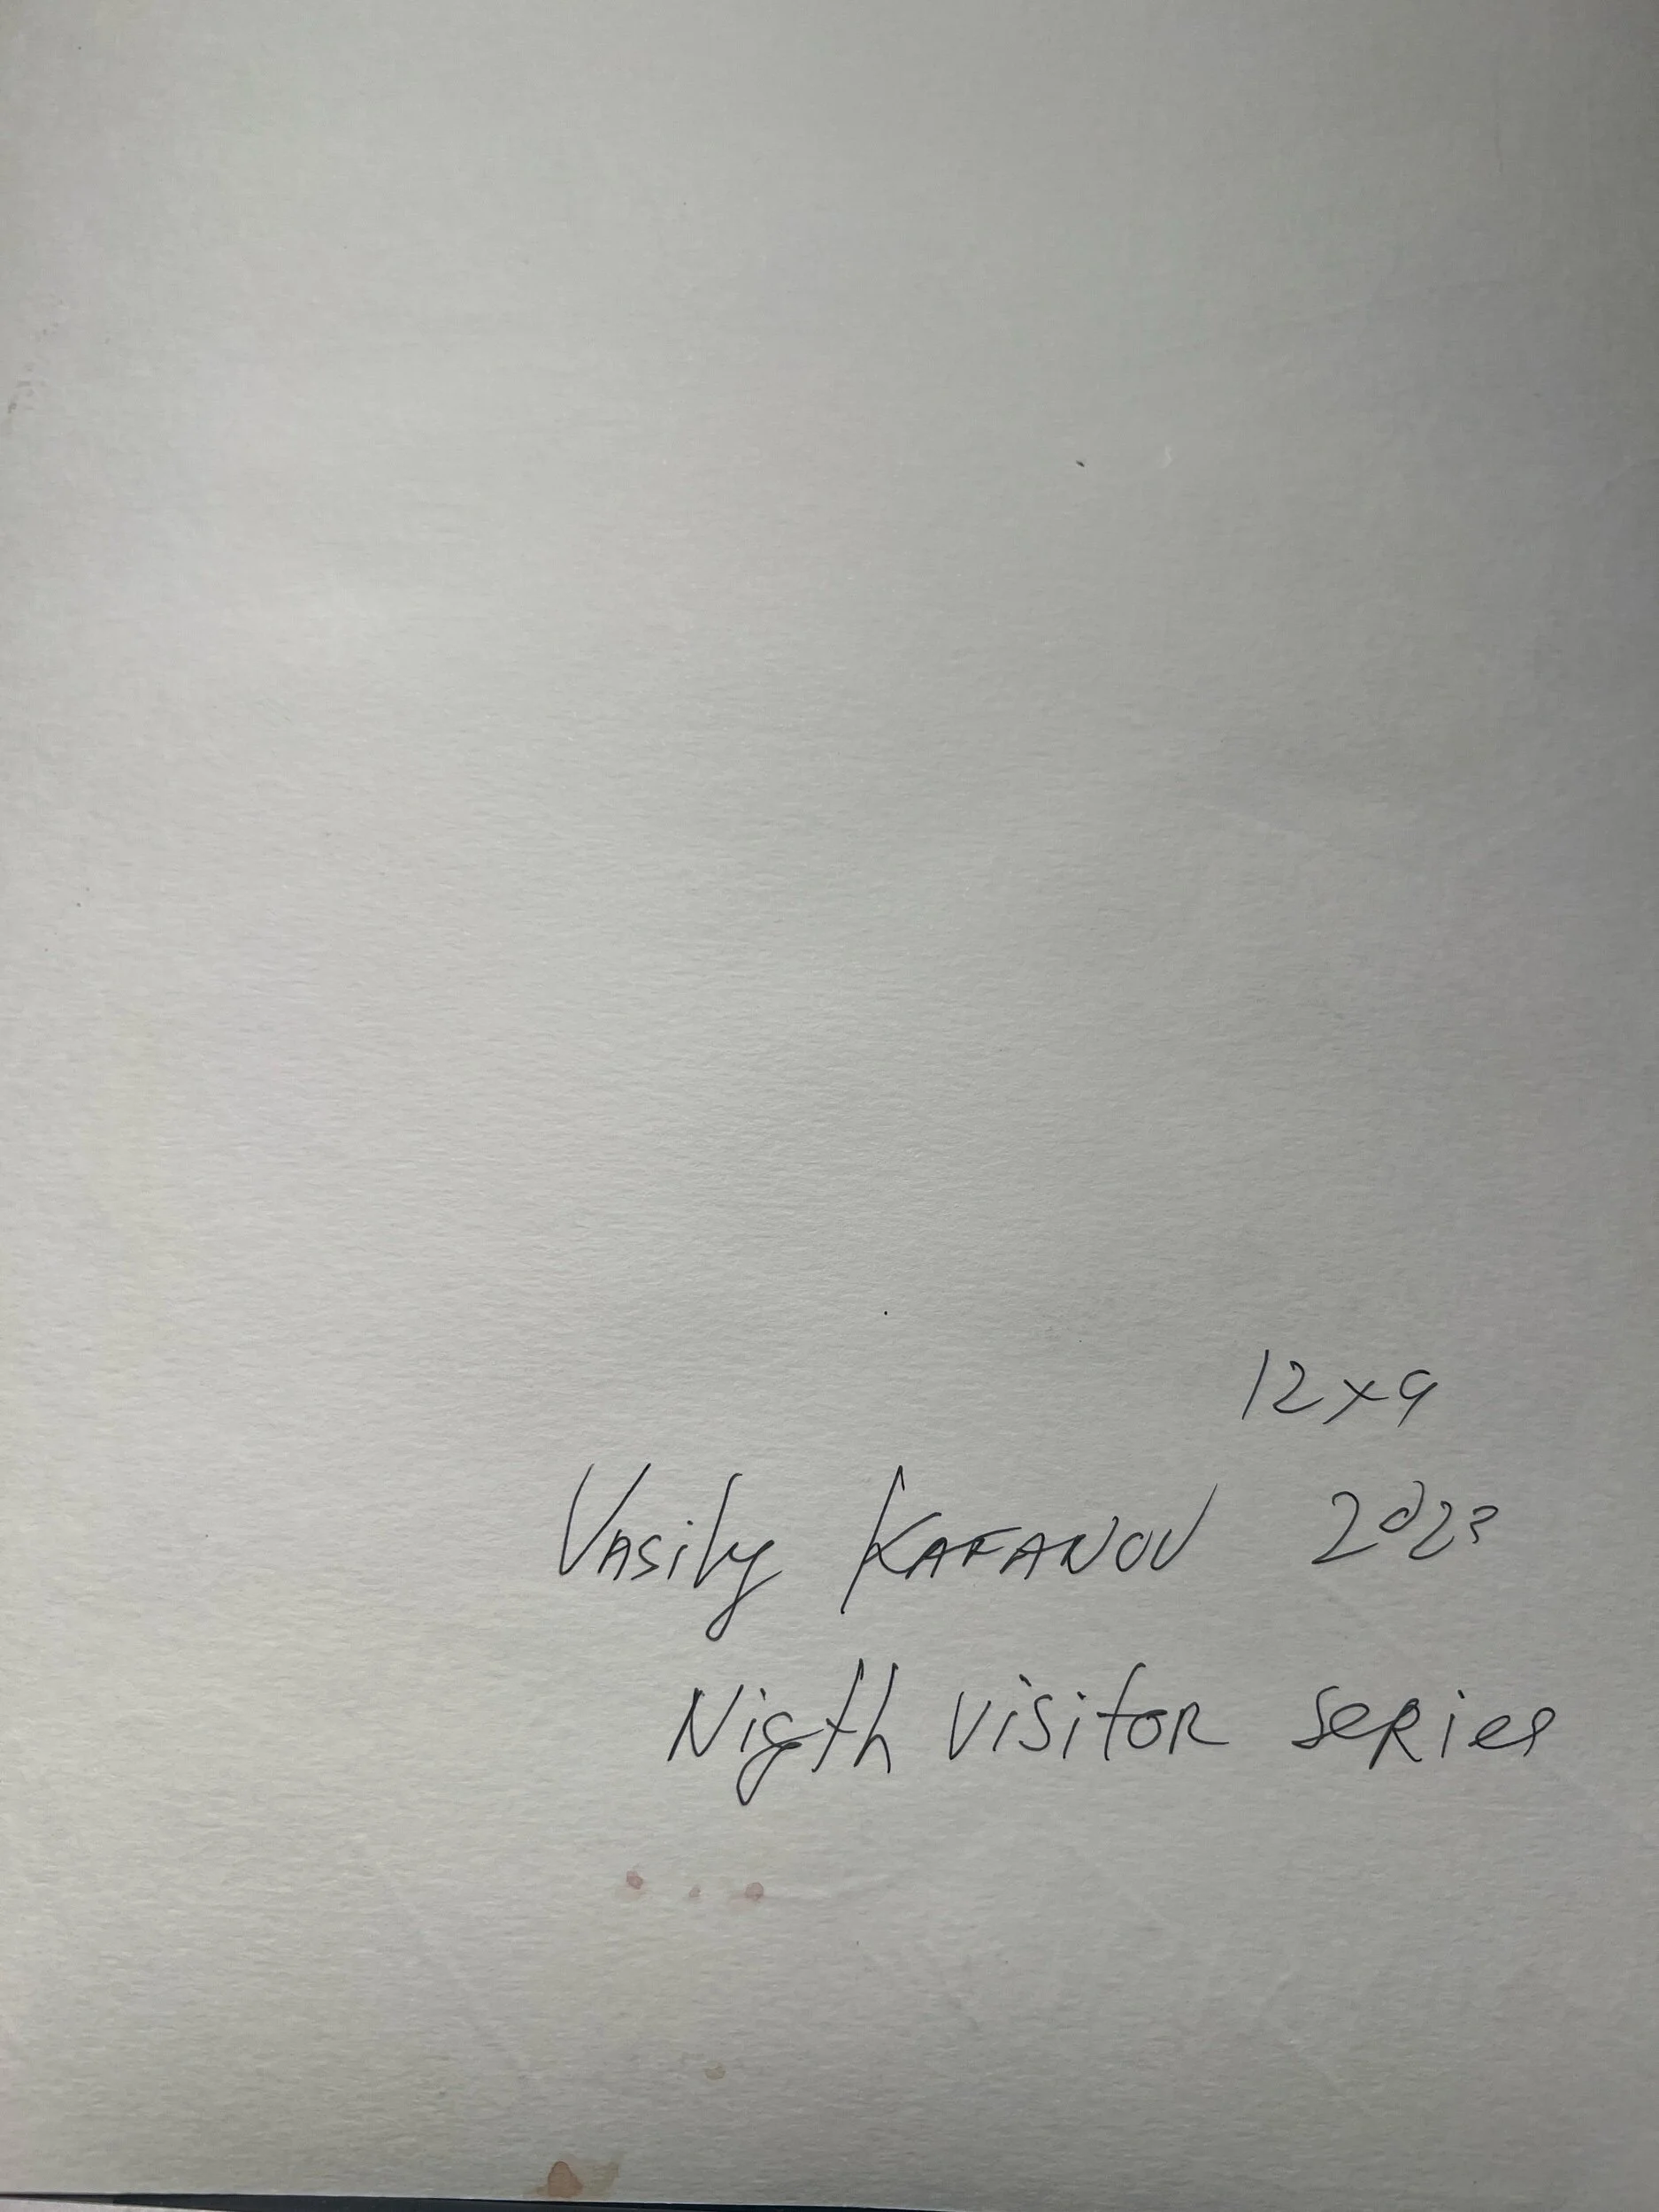 12x9
Vasily KAFANOV 2023
Nigth visitor series